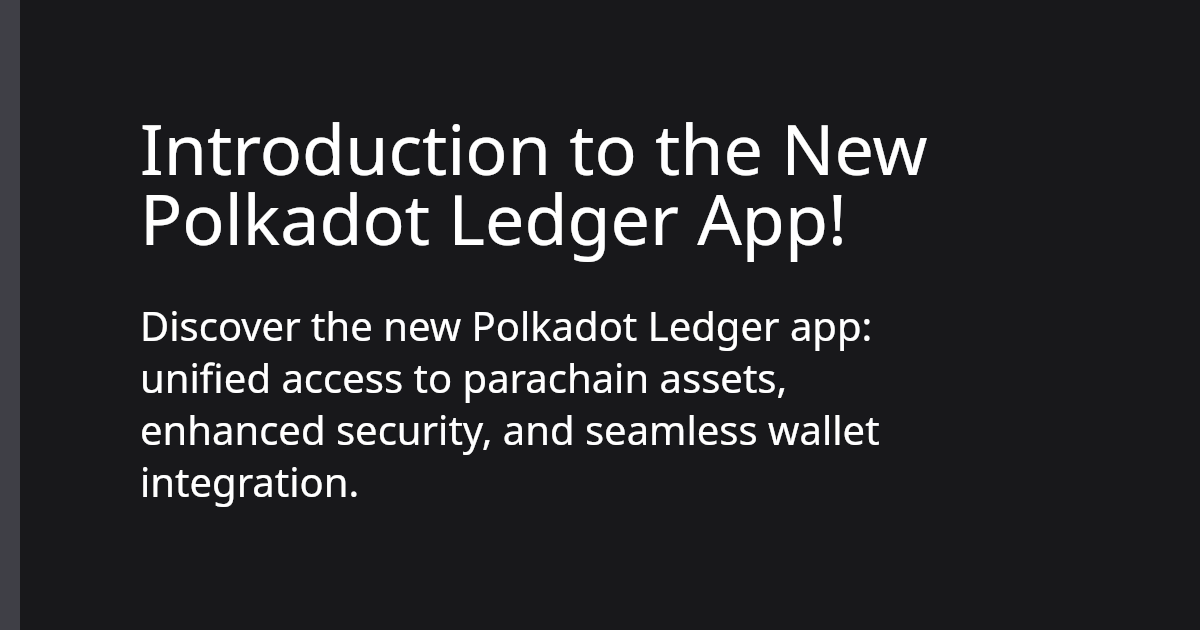 Introduction to the New
Polkadot Ledger App!
Discover the new Polkadot Ledger app:
unified access to parachain assets,
enhanced security, and seamless wallet
integration.